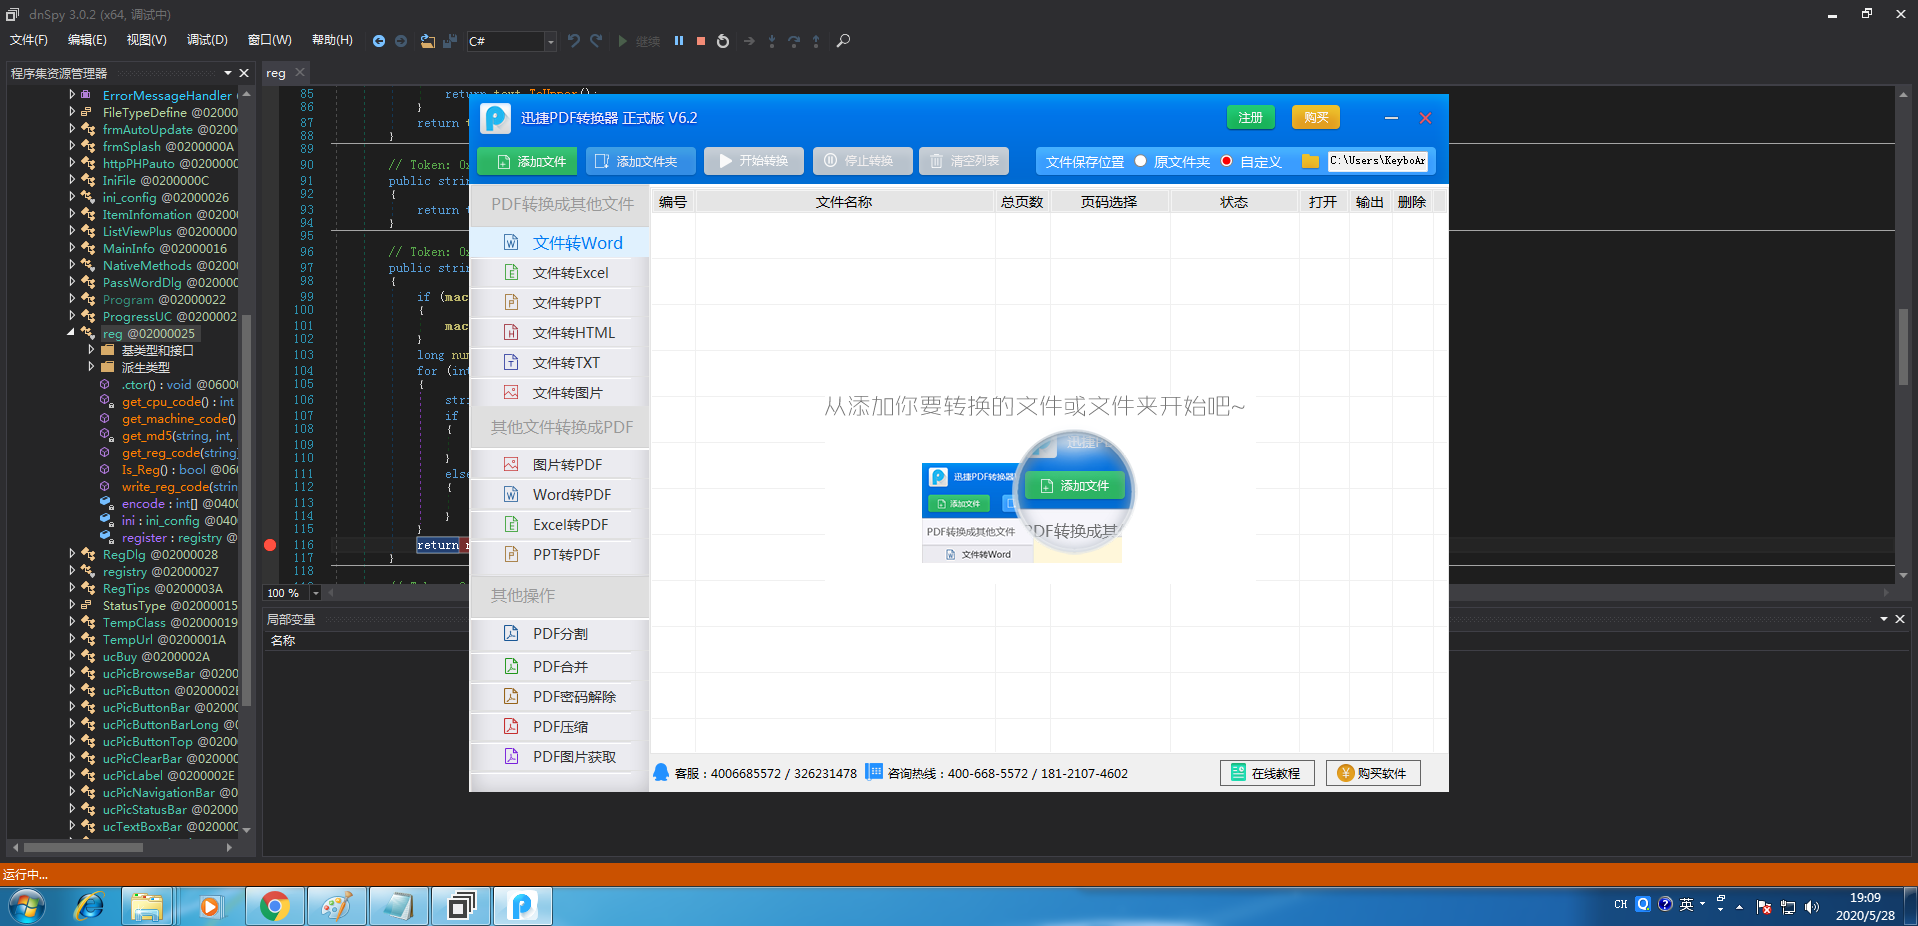 dnSpy 3.0.2 (x64, 调试中)
文件(F) 编辑(E) 视图(V) 调试(D) 窗口(W) 帮助(H) C# 继续
程序集资源管理器
ErrorMessageHandler
FileTypeDefine @02000
frmAutoUpdate @0200
frmSplash @0200000A
httpPHPauto @020000
IniFile @0200000C
ini_config @02000026
ItemInfomation @02000
ListViewPlus @0200000
MainInfo @02000016
NativeMethods @0200
PassWordDlg @020000
Program @02000022
ProgressUC @0200002
reg @02000025
基类型和接口
派生类型
.ctor() : void @0600
get_cpu_code() : int
get_machine_code()
get_md5(string, int,
get_reg_code(string
Is_Reg() : bool @060
write_reg_code(strin
encode : int[] @0400
ini : ini_config @040
register : registry @
RegDlg @02000028
registry @02000027
RegTips @0200003A
StatusType @02000015
TempClass @02000019
TempUrl @0200001A
ucBuy @0200002A
ucPicBrowseBar @0200
ucPicButton @0200002
ucPicButtonBar @0200
ucPicButtonBarLong @0
ucPicButtonTop @0200
ucPicClearBar @020000
ucPicLabel @0200002E
ucPicNavigationBar @0
ucPicStatusBar @02000
ucTextBoxBar @020000
reg
85 return text.ToUpper();
86 }
87 return t
88 }
89
90 // Token: 0x
91 public strin
92 {
93 return t
94 }
95
96 // Token: 0x
97 public strin
98 {
99 if (mac
100 {
101 mac
102 }
103 long num
104 for (int
105 {
106 stri
107 if
108 {
109
110 }
111 else
112 {
113
114 }
115 }
116 return
117 }
118
100 %
局部变量
名称
迅捷PDF转换器 正式版 V6.2
注册 购买
添加文件 添加文件夹 开始转换 停止转换 清空列表 文件保存位置 原文件夹 自定义 C:\Users\KeyboAr
PDF转换成其他文件
文件转Word
文件转Excel
文件转PPT
文件转HTML
文件转TXT
文件转图片
其他文件转换成PDF
图片转PDF
Word转PDF
Excel转PDF
PPT转PDF
其他操作
PDF分割
PDF合并
PDF密码解除
PDF压缩
PDF图片获取
编号 文件名称 总页数 页码选择 状态 打开 输出 删除
从添加你要转换的文件或文件夹开始吧~
迅捷PDF转换器
添加文件
PDF转换成其他文件
文件转Word
迅捷PD
添加文件
PDF转换成其
客服：4006685572 / 326231478 咨询热线：400-668-5572 / 181-2107-4602
在线教程 购买软件
运行中...
CH 英
19:09
2020/5/28